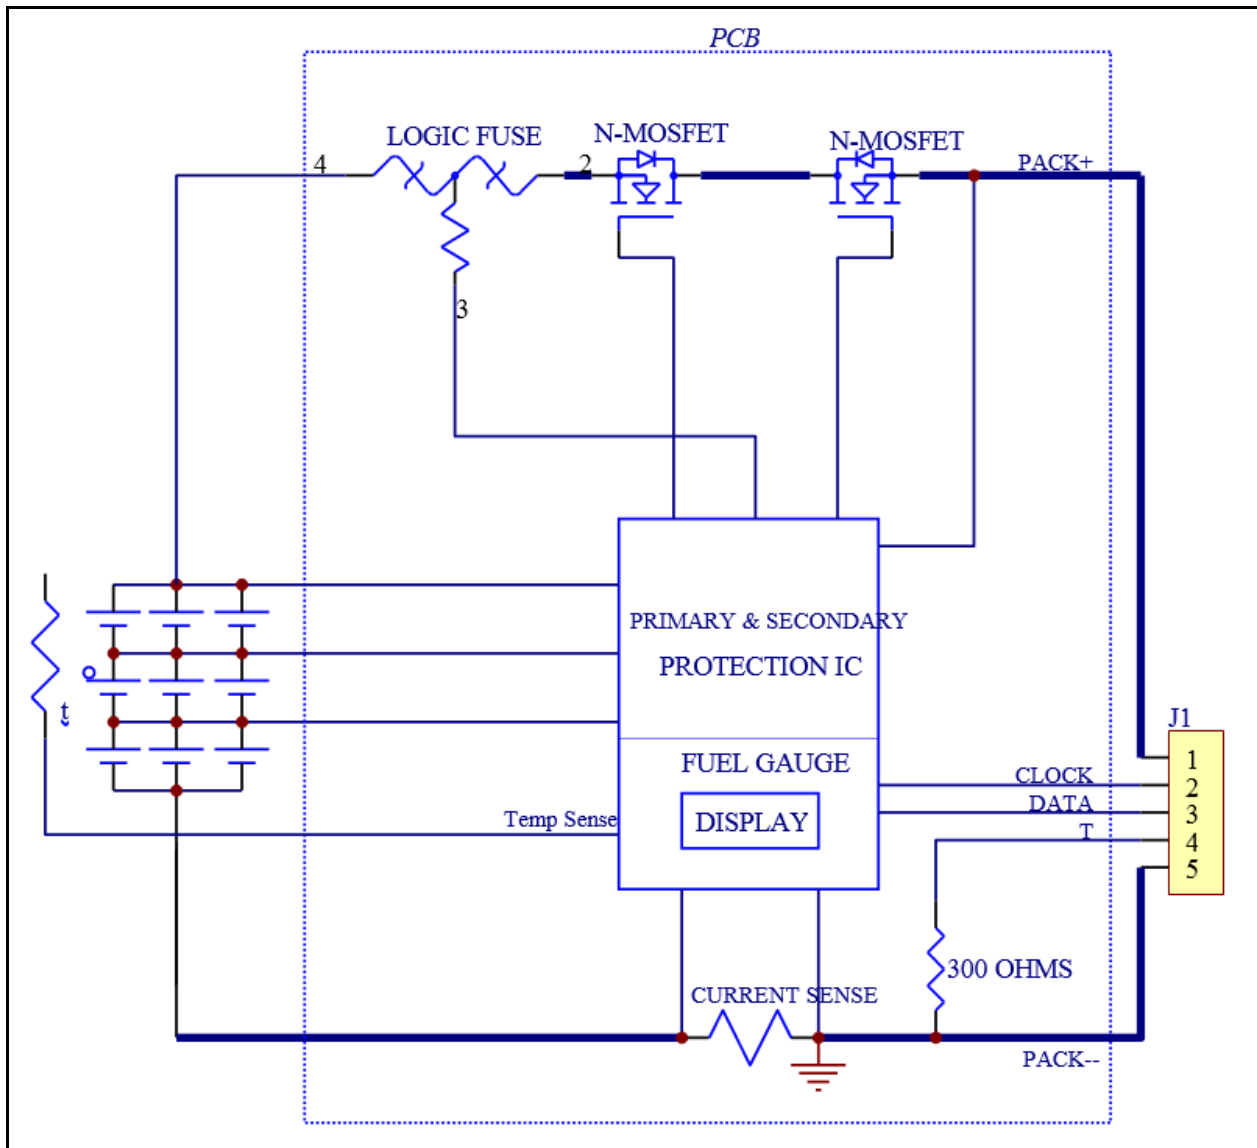 PCB
LOGIC FUSE
N-MOSFET
N-MOSFET
4
2
PACK+
3
PRIMARY & SECONDARY
PROTECTION IC
t
J1
FUEL GAUGE
1
CLOCK
2
DATA
3
Temp Sense
DISPLAY
T
4
5
300 OHMS
CURRENT SENSE
PACK--